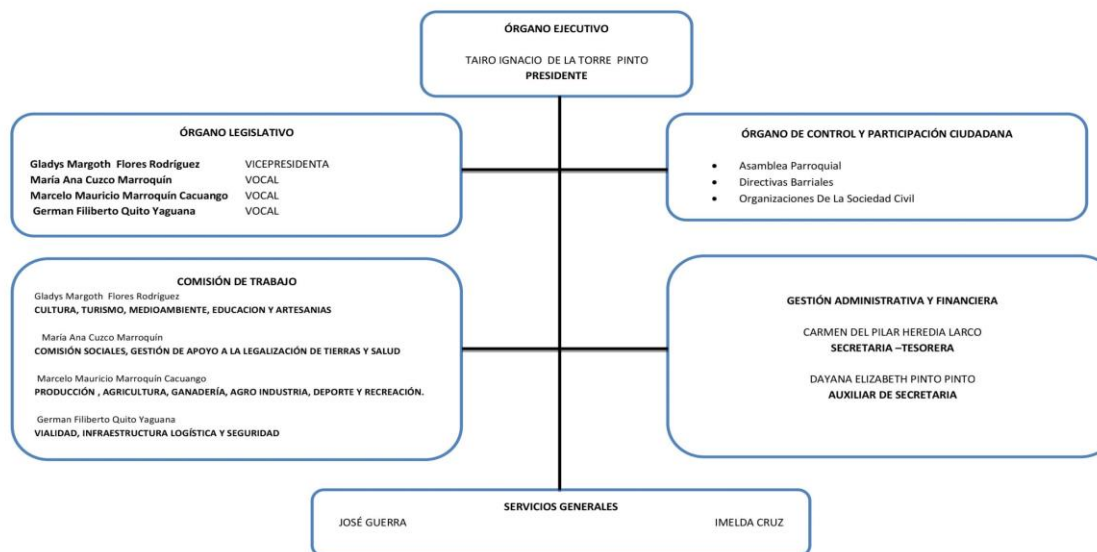 ÓRGANO EJECUTIVO
TAIRO IGNACIO DE LA TORRE PINTO
PRESIDENTE
ÓRGANO LEGISLATIVO
Gladys Margoth Flores Rodríguez VICEPRESIDENTA
María Ana Cuzco Marroquín VOCAL
Marcelo Mauricio Marroquín Cacuango VOCAL
German Filiberto Quito Yaguana VOCAL
ÓRGANO DE CONTROL Y PARTICIPACIÓN CIUDADANA
• Asamblea Parroquial
• Directivas Barriales
• Organizaciones De La Sociedad Civil
COMISIÓN DE TRABAJO
Gladys Margoth Flores Rodríguez
CULTURA, TURISMO, MEDIOAMBIENTE, EDUCACION Y ARTESANIAS
María Ana Cuzco Marroquín
COMISIÓN SOCIALES, GESTIÓN DE APOYO A LA LEGALIZACIÓN DE TIERRAS Y SALUD
Marcelo Mauricio Marroquín Cacuango
PRODUCCIÓN , AGRICULTURA, GANADERÍA, AGRO INDUSTRIA, DEPORTE Y RECREACIÓN.
German Filiberto Quito Yaguana
VIALIDAD, INFRAESTRUCTURA LOGÍSTICA Y SEGURIDAD
GESTIÓN ADMINISTRATIVA Y FINANCIERA
CARMEN DEL PILAR HEREDIA LARCO
SECRETARIA –TESORERA
DAYANA ELIZABETH PINTO PINTO
AUXILIAR DE SECRETARIA
SERVICIOS GENERALES
JOSÉ GUERRA IMELDA CRUZ